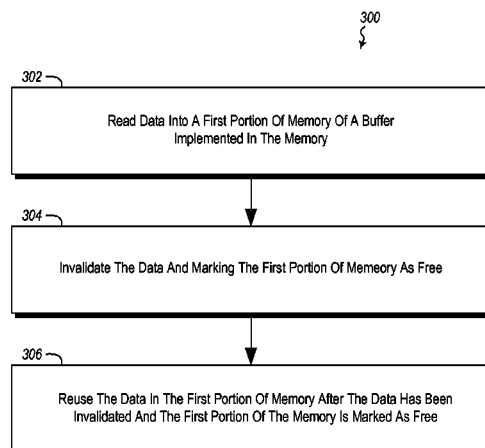 300
302
Read Data Into A First Portion Of Memory Of A Buffer
Implemented In The Memory
304
Invalidate The Data And Marking The First Portion Of Memeory As Free
306
Reuse The Data In The First Portion Of Memory After The Data Has Been
Invalidated And The First Portion Of The Memory Is Marked As Free